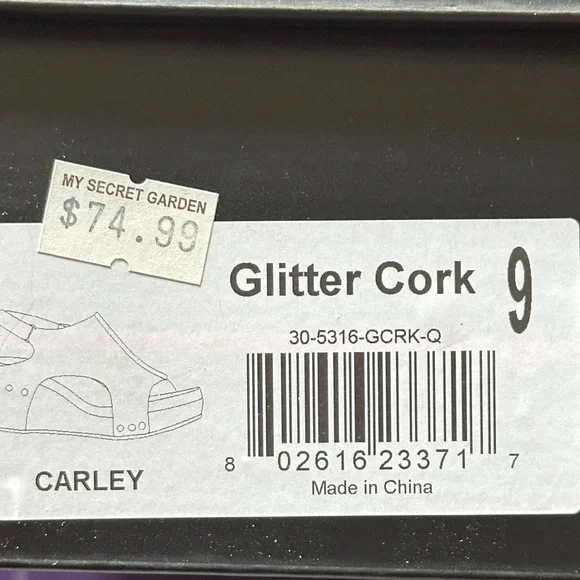 MY SECRET GARDEN
$74.99
Glitter Cork
9
30-5316-GCRK-Q
8 02616 23371 7
Made in China
CARLEY